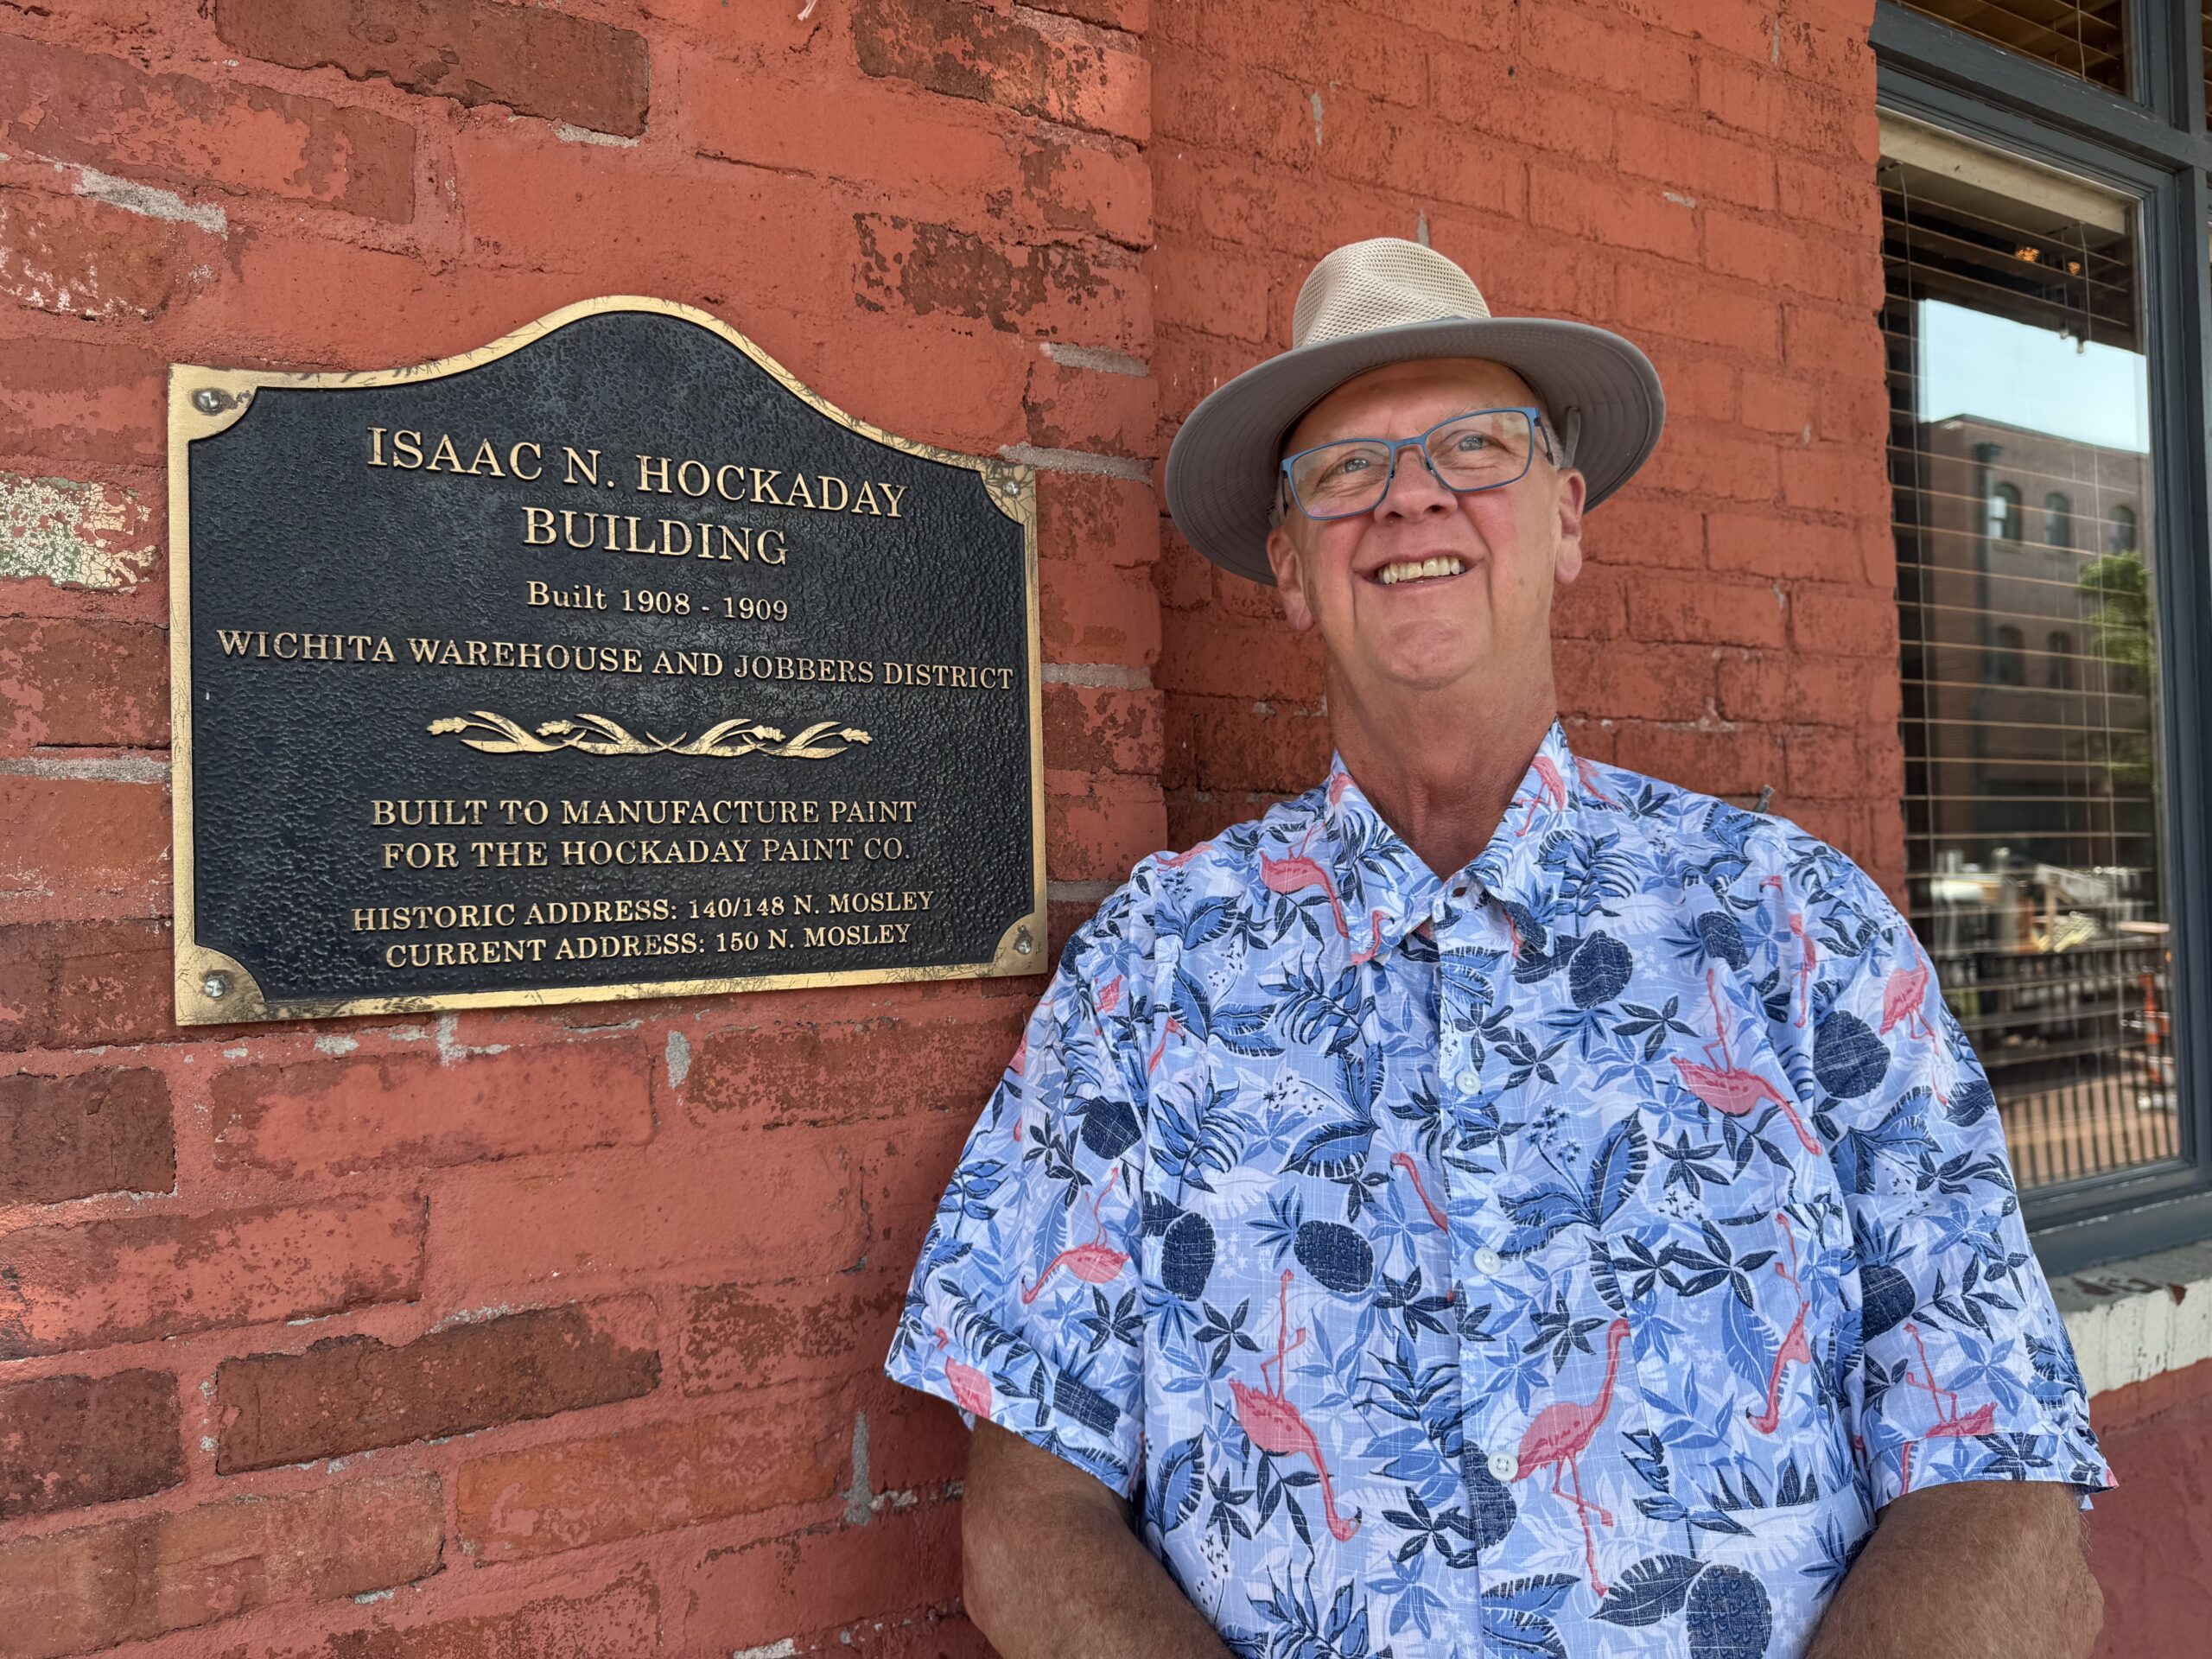 ISAAC N. HOCKADAY
BUILDING
Built 1908 - 1909
WICHITA WAREHOUSE AND JOBBERS DISTRICT
BUILT TO MANUFACTURE PAINT
FOR THE HOCKADAY PAINT CO.
HISTORIC ADDRESS: 140/148 N. MOSLEY
CURRENT ADDRESS: 150 N. MOSLEY